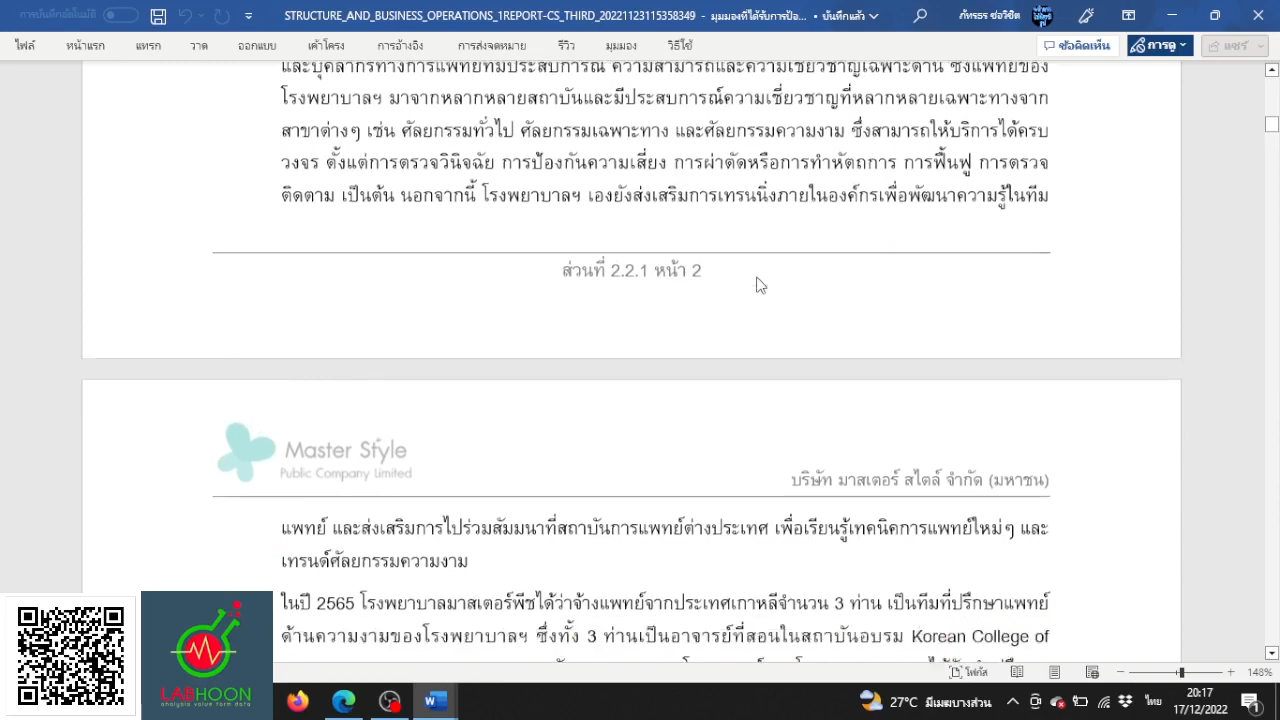 การบันทึกอัตโนมัติ
STRUCTURE_AND_BUSINESS_OPERATIONS_1REPORT-CS_THIRD_20221123115358349 - มุมมองที่ได้รับการป้อ... • บันทึกแล้ว
ภัทรธร ช่อวิชิต
ไฟล์ หน้าแรก แทรก วาด ออกแบบ เค้าโครง การอ้างอิง การส่งจดหมาย รีวิว มุมมอง วิธีใช้ ข้อคิดเห็น การดู แชร์
และบุคลากรทางการแพทย์ที่มีประสบการณ์ ความสามารถและความเชี่ยวชาญเฉพาะด้าน ซึ่งแพทย์ของ
โรงพยาบาลฯ มาจากหลากหลายสถาบันและมีประสบการณ์ความเชี่ยวชาญที่หลากหลายเฉพาะทางจาก
สาขาต่างๆ เช่น ศัลยกรรมทั่วไป ศัลยกรรมเฉพาะทาง และศัลยกรรมความงาม ซึ่งสามารถให้บริการได้ครบ
วงจร ตั้งแต่การตรวจวินิจฉัย การป้องกันความเสี่ยง การผ่าตัดหรือการทำหัตถการ การฟื้นฟู การตรวจ
ติดตาม เป็นต้น นอกจากนี้ โรงพยาบาลฯ เองยังส่งเสริมการเทรนนิ่งภายในองค์กรเพื่อพัฒนาความรู้ในทีม
ส่วนที่ 2.2.1 หน้า 2
Master Style
Public Company Limited
บริษัท มาสเตอร์ สไตล์ จำกัด (มหาชน)
แพทย์ และส่งเสริมการไปร่วมสัมมนาที่สถาบันการแพทย์ต่างประเทศ เพื่อเรียนรู้เทคนิคการแพทย์ใหม่ๆ และ
เทรนด์ศัลยกรรมความงาม
ในปี 2565 โรงพยาบาลมาสเตอร์พีชได้ว่าจ้างแพทย์จากประเทศเกาหลีจำนวน 3 ท่าน เป็นทีมที่ปรึกษาแพทย์
ด้านความงามของโรงพยาบาลฯ ซึ่งทั้ง 3 ท่านเป็นอาจารย์ที่สอนในสถาบันอบรม Korean College of
LABHOON
analysis value form data
โฟกัส 148%
27°C มีเมฆบางส่วน ไทย 20:17
17/12/2022